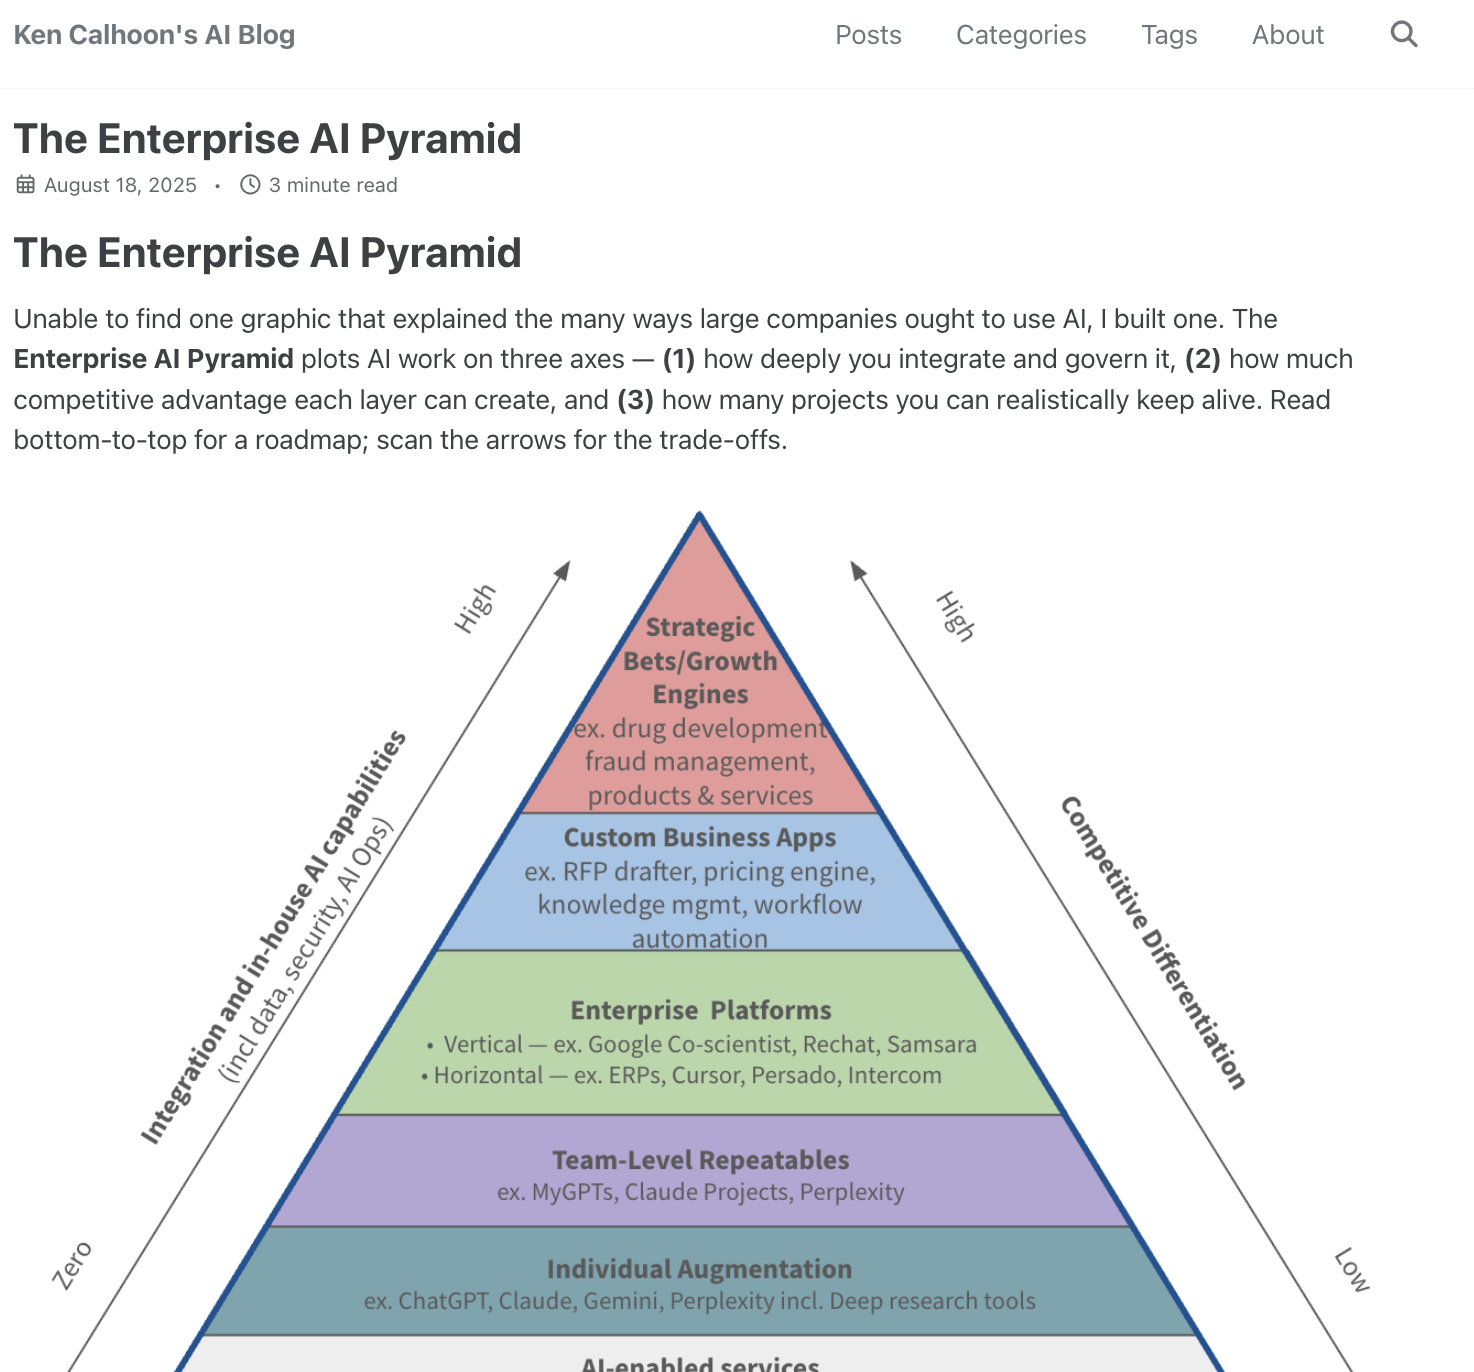 Ken Calhoon's AI Blog
Posts
Categories
Tags
About
The Enterprise AI Pyramid
August 18, 2025 • 3 minute read
The Enterprise AI Pyramid
Unable to find one graphic that explained the many ways large companies ought to use AI, I built one. The
Enterprise AI Pyramid plots AI work on three axes — (1) how deeply you integrate and govern it, (2) how much
competitive advantage each layer can create, and (3) how many projects you can realistically keep alive. Read
bottom-to-top for a roadmap; scan the arrows for the trade-offs.
High
Integration and in-house AI capabilities
(incl data, security, AI Ops)
Zero
Strategic
Bets/Growth
Engines
ex. drug development
fraud management,
products & services
Custom Business Apps
ex. RFP drafter, pricing engine,
knowledge mgmt, workflow
automation
Enterprise Platforms
• Vertical — ex. Google Co-scientist, Rechat, Samsara
• Horizontal — ex. ERPs, Cursor, Persado, Intercom
Team-Level Repeatables
ex. MyGPTs, Claude Projects, Perplexity
Individual Augmentation
ex. ChatGPT, Claude, Gemini, Perplexity incl. Deep research tools
AI-enabled services
High
Competitive Differentiation
Low